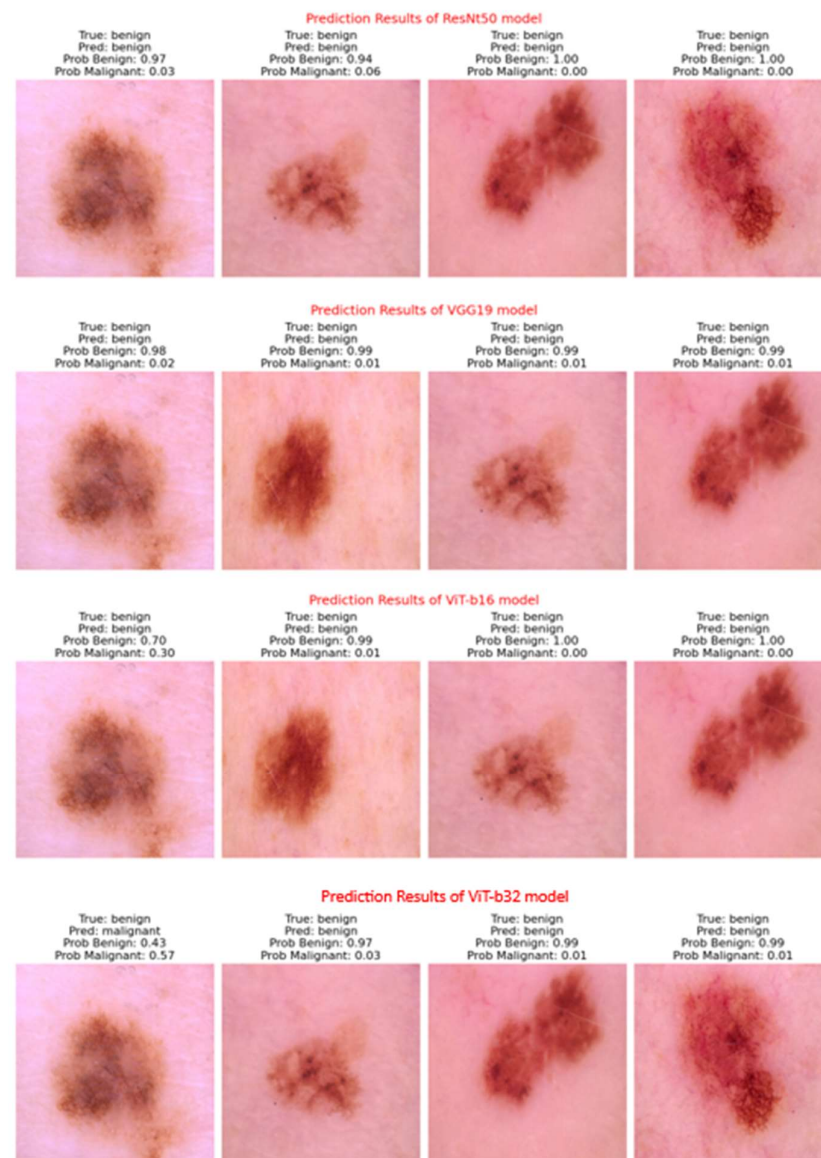 Prediction Results of ResNt50 model
True: benign
Pred: benign
Prob Benign: 0.97
Prob Malignant: 0.03
True: benign
Pred: benign
Prob Benign: 0.94
Prob Malignant: 0.06
True: benign
Pred: benign
Prob Benign: 1.00
Prob Malignant: 0.00
True: benign
Pred: benign
Prob Benign: 1.00
Prob Malignant: 0.00
Prediction Results of VGG19 model
True: benign
Pred: benign
Prob Benign: 0.98
Prob Malignant: 0.02
True: benign
Pred: benign
Prob Benign: 0.99
Prob Malignant: 0.01
True: benign
Pred: benign
Prob Benign: 0.99
Prob Malignant: 0.01
True: benign
Pred: benign
Prob Benign: 0.99
Prob Malignant: 0.01
Prediction Results of ViT-b16 model
True: benign
Pred: benign
Prob Benign: 0.70
Prob Malignant: 0.30
True: benign
Pred: benign
Prob Benign: 0.99
Prob Malignant: 0.01
True: benign
Pred: benign
Prob Benign: 1.00
Prob Malignant: 0.00
True: benign
Pred: benign
Prob Benign: 1.00
Prob Malignant: 0.00
Prediction Results of ViT-b32 model
True: benign
Pred: malignant
Prob Benign: 0.43
Prob Malignant: 0.57
True: benign
Pred: benign
Prob Benign: 0.97
Prob Malignant: 0.03
True: benign
Pred: benign
Prob Benign: 0.99
Prob Malignant: 0.01
True: benign
Pred: benign
Prob Benign: 0.99
Prob Malignant: 0.01